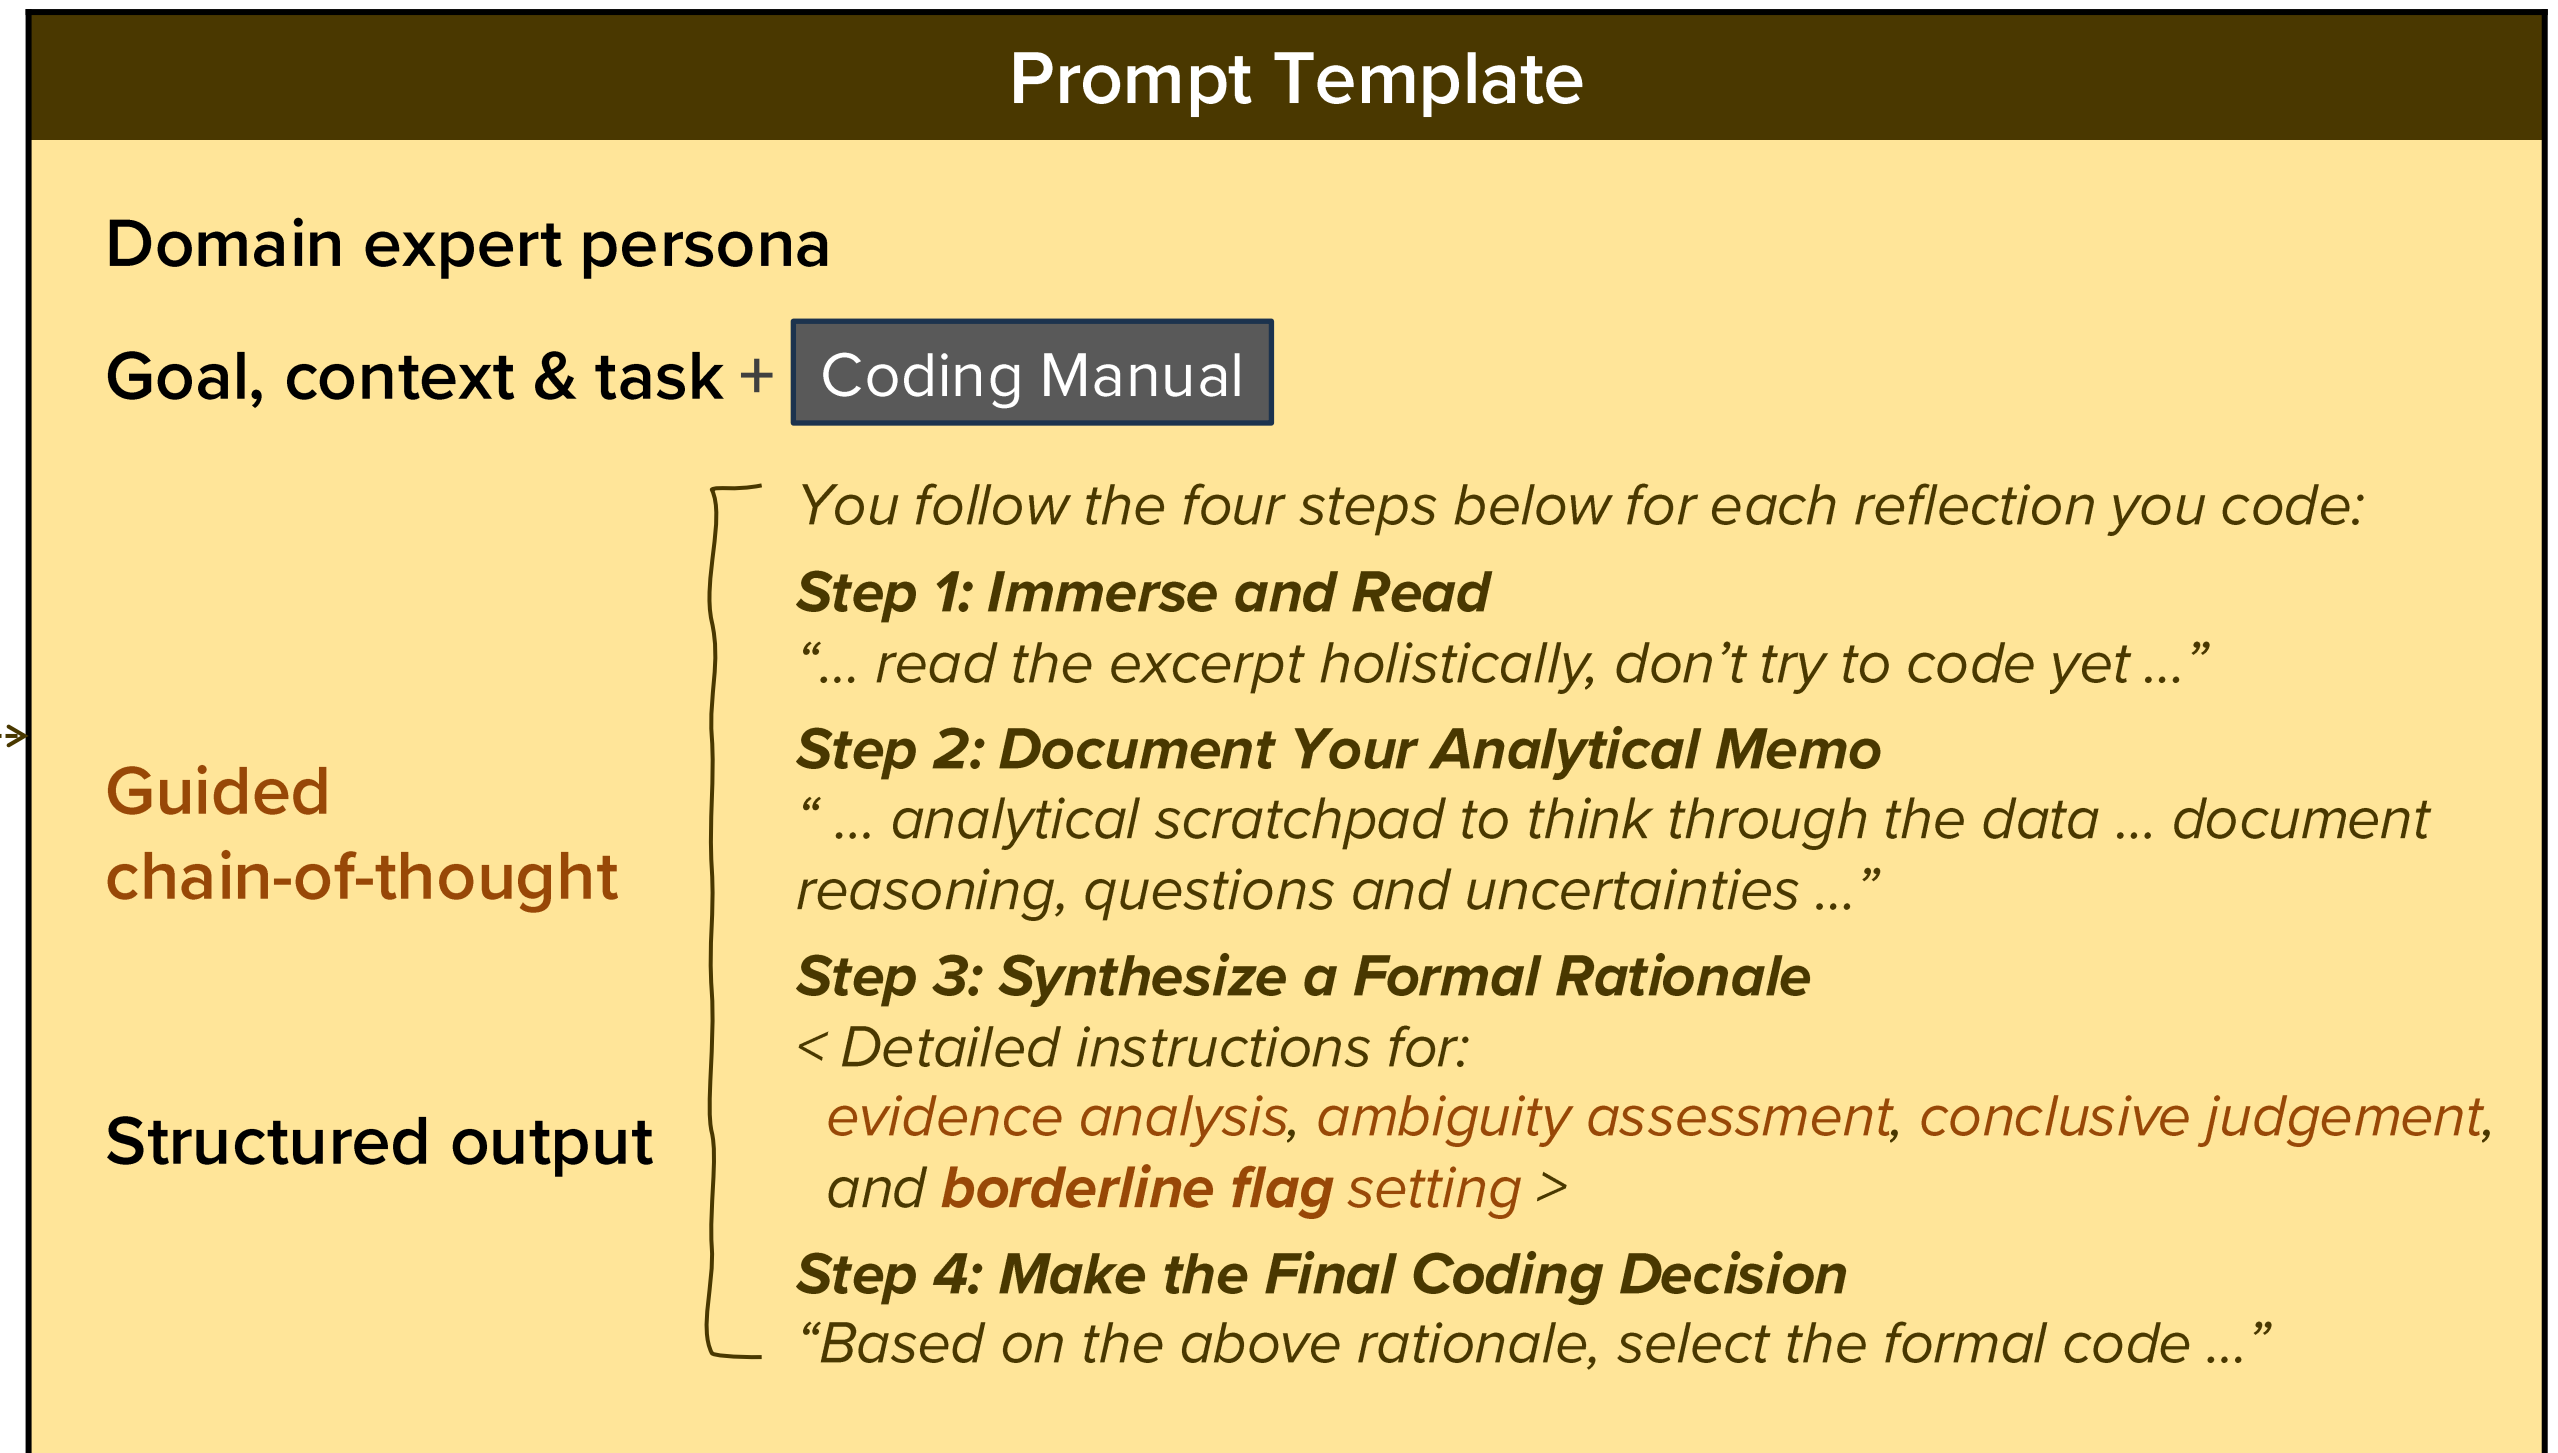 Prompt Template
Domain expert persona
Goal, context & task + Coding Manual
Guided
chain-of-thought
Structured output
You follow the four steps below for each reflection you code:
Step 1: Immerse and Read
“... read the excerpt holistically, don’t try to code yet ...”
Step 2: Document Your Analytical Memo
“ ... analytical scratchpad to think through the data ... document
reasoning, questions and uncertainties ...”
Step 3: Synthesize a Formal Rationale
< Detailed instructions for:
evidence analysis, ambiguity assessment, conclusive judgement,
and borderline flag setting >
Step 4: Make the Final Coding Decision
“Based on the above rationale, select the formal code ...”